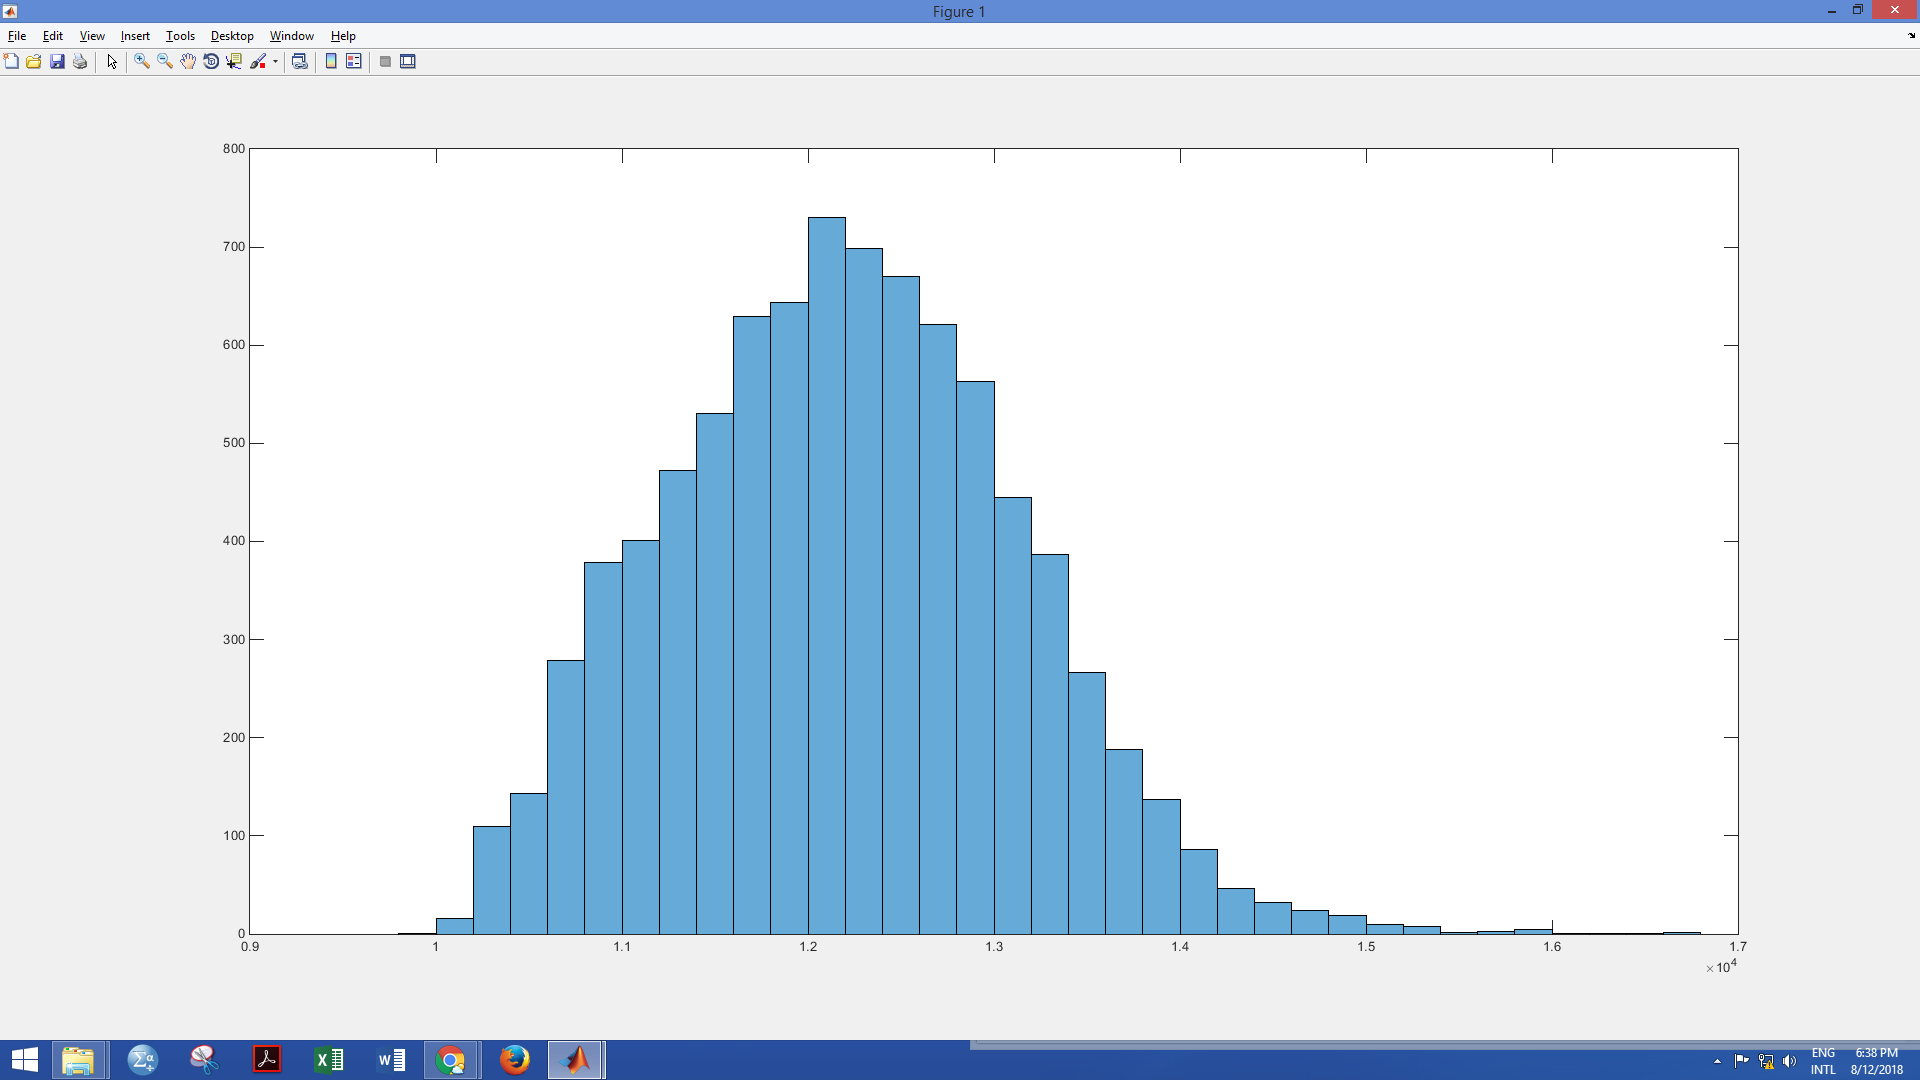 Figure 1
File Edit View Insert Tools Desktop Window Help
800
700
600
500
400
300
200
100
0
0.9 1 1.1 1.2 1.3 1.4 1.5 1.6 1.7
×10⁴
ENG 6:38 PM
INTL 8/12/2018